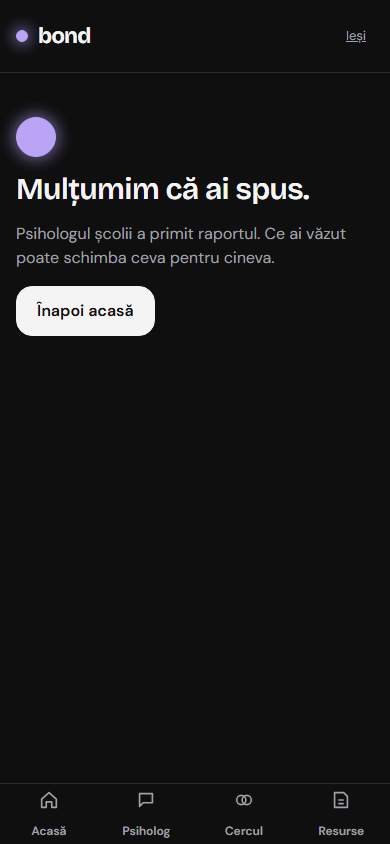 bond
Ieși
Mulțumim că ai spus.
Psihologul școlii a primit raportul. Ce ai văzut
poate schimba ceva pentru cineva.
Înapoi acasă
Acasă
Psiholog
Cercul
Resurse